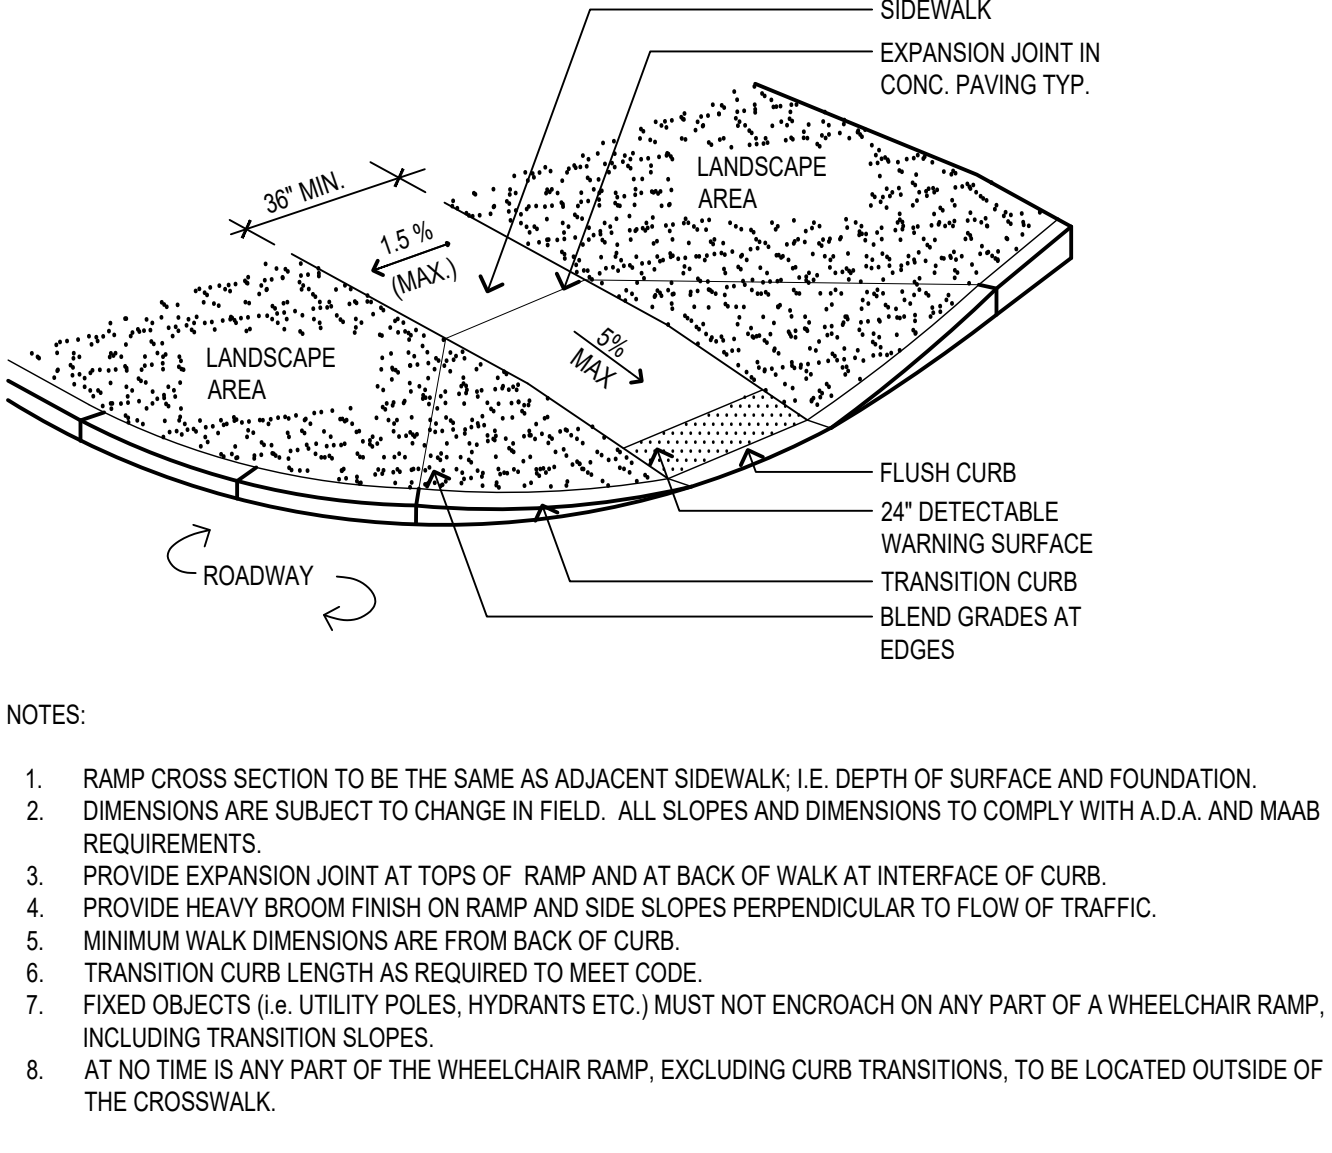 SIDEWALK
EXPANSION JOINT IN
CONC. PAVING TYP.
LANDSCAPE
AREA
36" MIN.
1.5 %
(MAX.)
5%
MAX
LANDSCAPE
AREA
FLUSH CURB
24" DETECTABLE
WARNING SURFACE
TRANSITION CURB
BLEND GRADES AT
EDGES
ROADWAY
NOTES:
1. RAMP CROSS SECTION TO BE THE SAME AS ADJACENT SIDEWALK; I.E. DEPTH OF SURFACE AND FOUNDATION.
2. DIMENSIONS ARE SUBJECT TO CHANGE IN FIELD. ALL SLOPES AND DIMENSIONS TO COMPLY WITH A.D.A. AND MAAB
REQUIREMENTS.
3. PROVIDE EXPANSION JOINT AT TOPS OF RAMP AND AT BACK OF WALK AT INTERFACE OF CURB.
4. PROVIDE HEAVY BROOM FINISH ON RAMP AND SIDE SLOPES PERPENDICULAR TO FLOW OF TRAFFIC.
5. MINIMUM WALK DIMENSIONS ARE FROM BACK OF CURB.
6. TRANSITION CURB LENGTH AS REQUIRED TO MEET CODE.
7. FIXED OBJECTS (i.e. UTILITY POLES, HYDRANTS ETC.) MUST NOT ENCROACH ON ANY PART OF A WHEELCHAIR RAMP,
INCLUDING TRANSITION SLOPES.
8. AT NO TIME IS ANY PART OF THE WHEELCHAIR RAMP, EXCLUDING CURB TRANSITIONS, TO BE LOCATED OUTSIDE OF
THE CROSSWALK.